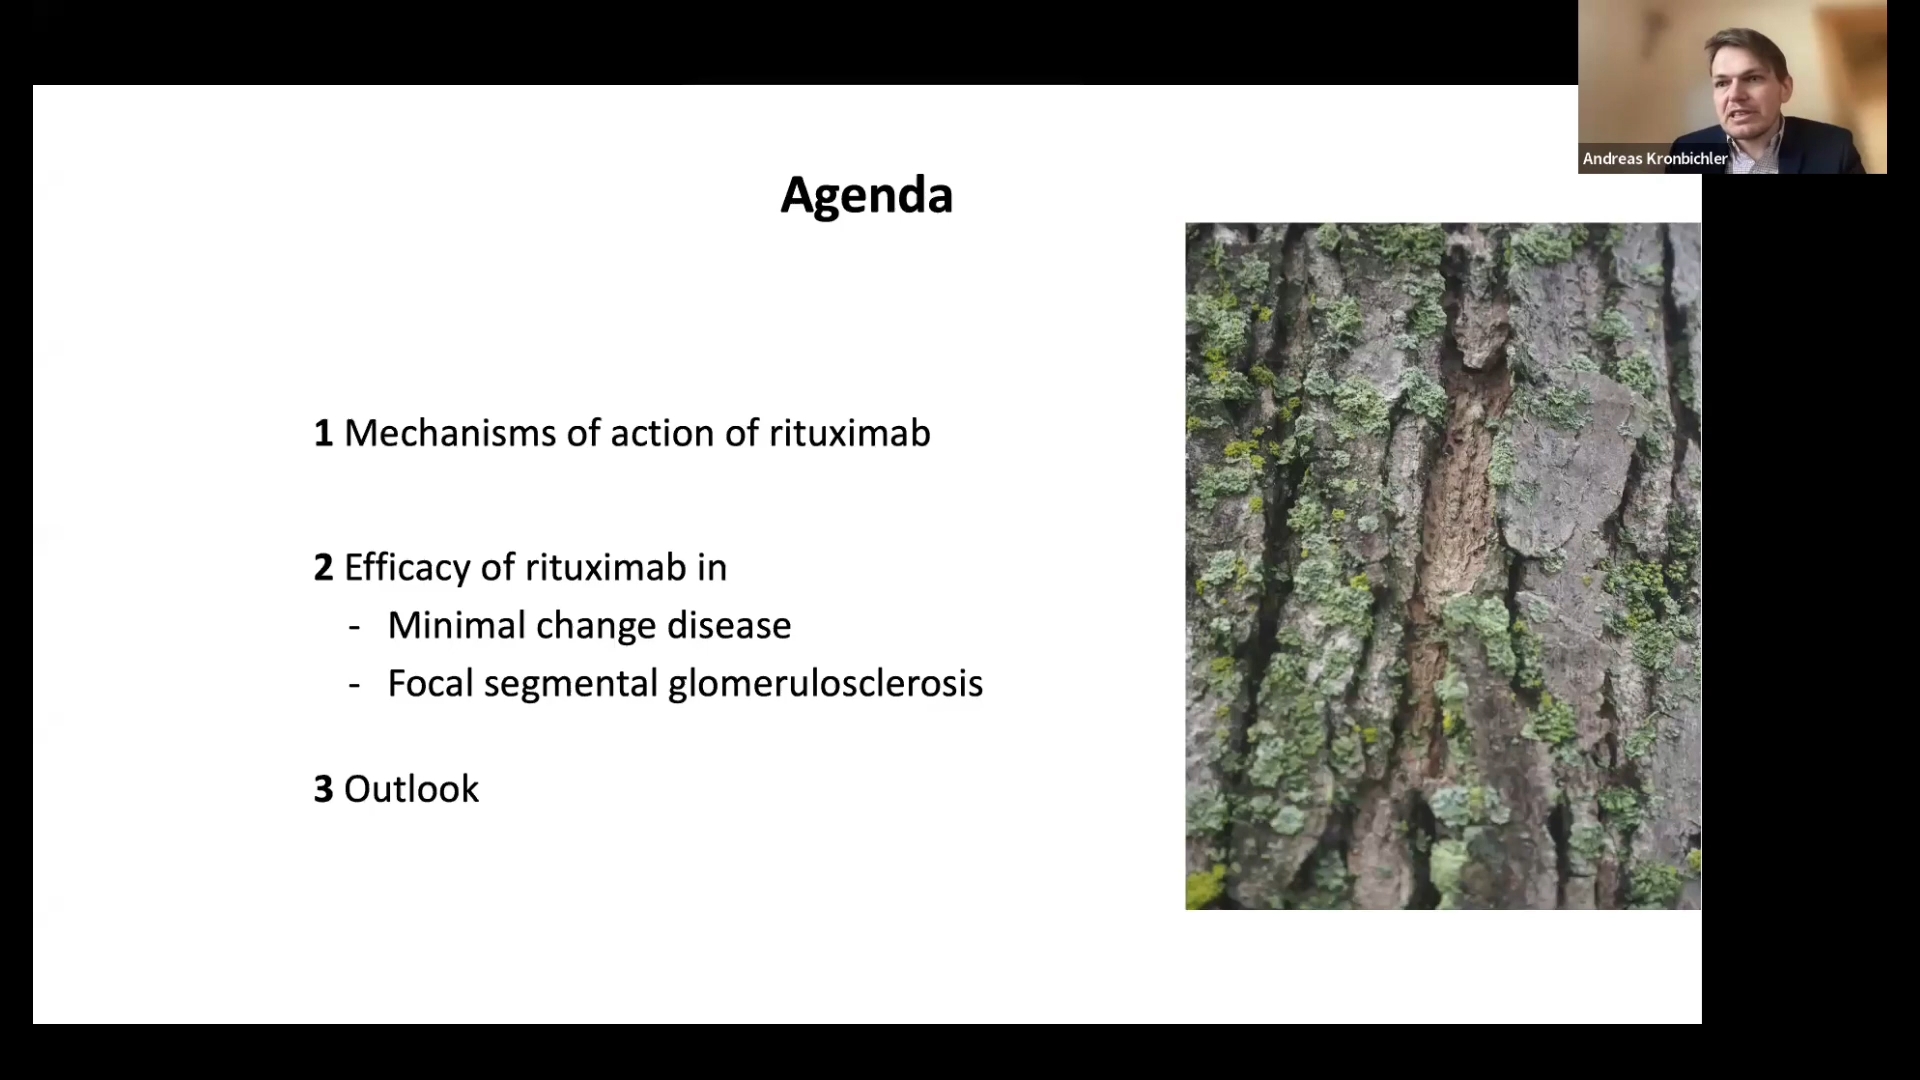 Andreas Kronbichler
Agenda
1 Mechanisms of action of rituximab
2 Efficacy of rituximab in
- Minimal change disease
- Focal segmental glomerulosclerosis
3 Outlook